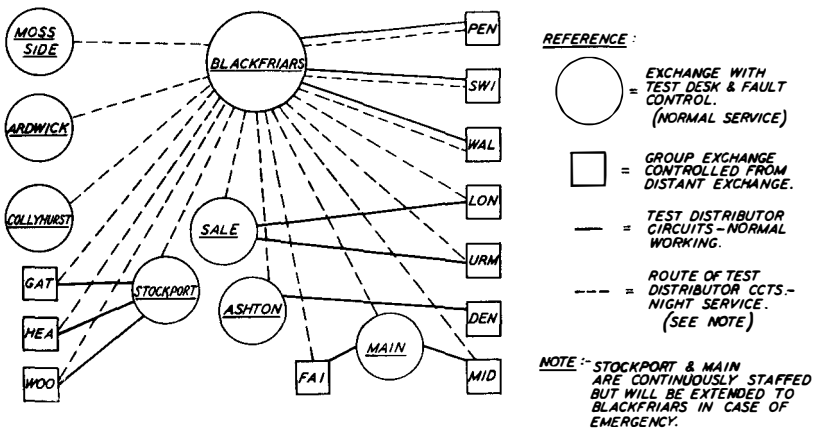 MOSS
SIDE
BLACKFRIARS
PEN
SWI
ARDWICK
WAL
COLLYHURST
SALE
LON
URM
GAT
STOCKPORT
ASHTON
DEN
HEA
MAIN
WOO
FAI
MID
REFERENCE:
= EXCHANGE WITH
TEST DESK & FAULT
CONTROL.
(NORMAL SERVICE)
= GROUP EXCHANGE
CONTROLLED FROM
DISTANT EXCHANGE.
= TEST DISTRIBUTOR
CIRCUITS-NORMAL
WORKING.
= ROUTE OF TEST
DISTRIBUTOR CCTS.-
NIGHT SERVICE.
(SEE NOTE)
NOTE:- STOCKPORT & MAIN
ARE CONTINUOUSLY STAFFED
BUT WILL BE EXTENDED TO
BLACKFRIARS IN CASE OF
EMERGENCY.